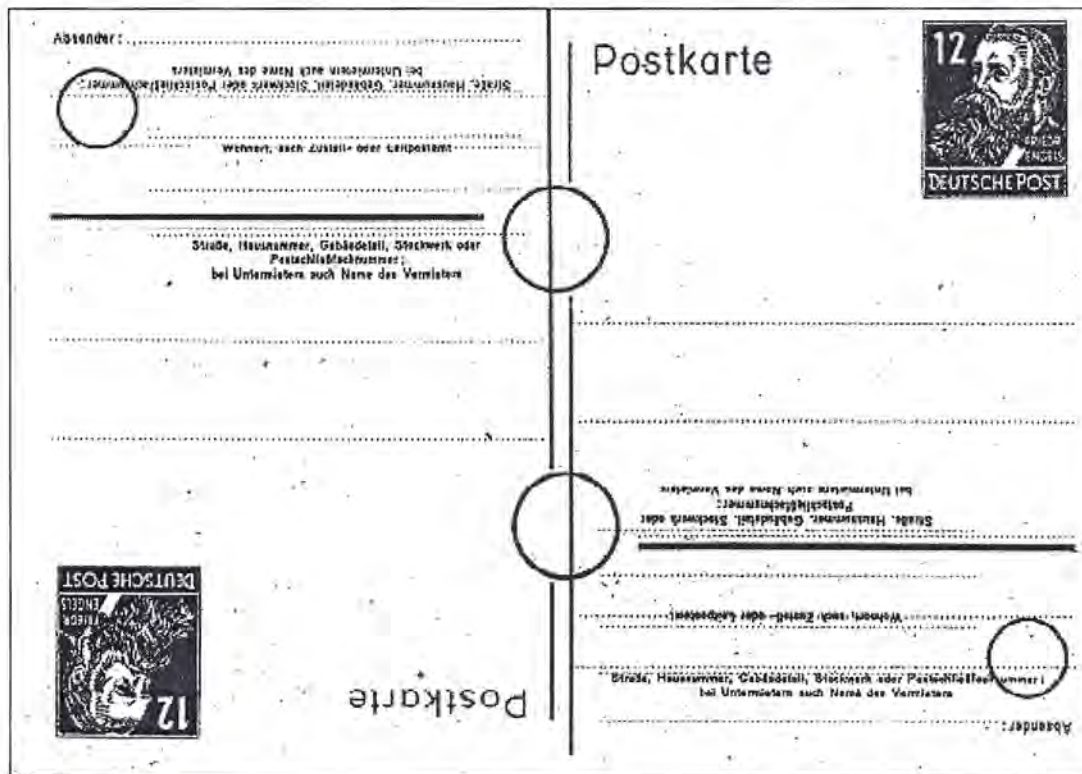 Absender:
Straße, Hausnummer, Gebäudeteil, Stockwerk oder Postschließfachnummer;
bei Untermietern auch Name des Vermieters
Wohnort, auch Zustell- oder Leitpostamt
Straße, Hausnummer, Gebäudeteil, Stockwerk oder
Postschließfachnummer;
bei Untermietern auch Name des Vermieters
Postkarte
12
FRIEDR.
ENGELS
DEUTSCHE POST
Straße, Hausnummer, Gebäudeteil, Stockwerk oder
Postschließfachnummer;
bei Untermietern auch Name des Vermieters
Wohnort, auch Zustell- oder Leitpostamt
Straße, Hausnummer, Gebäudeteil, Stockwerk oder Postschließfachnummer;
bei Untermietern auch Name des Vermieters
Absender:
Postkarte
12
FRIEDR.
ENGELS
DEUTSCHE POST